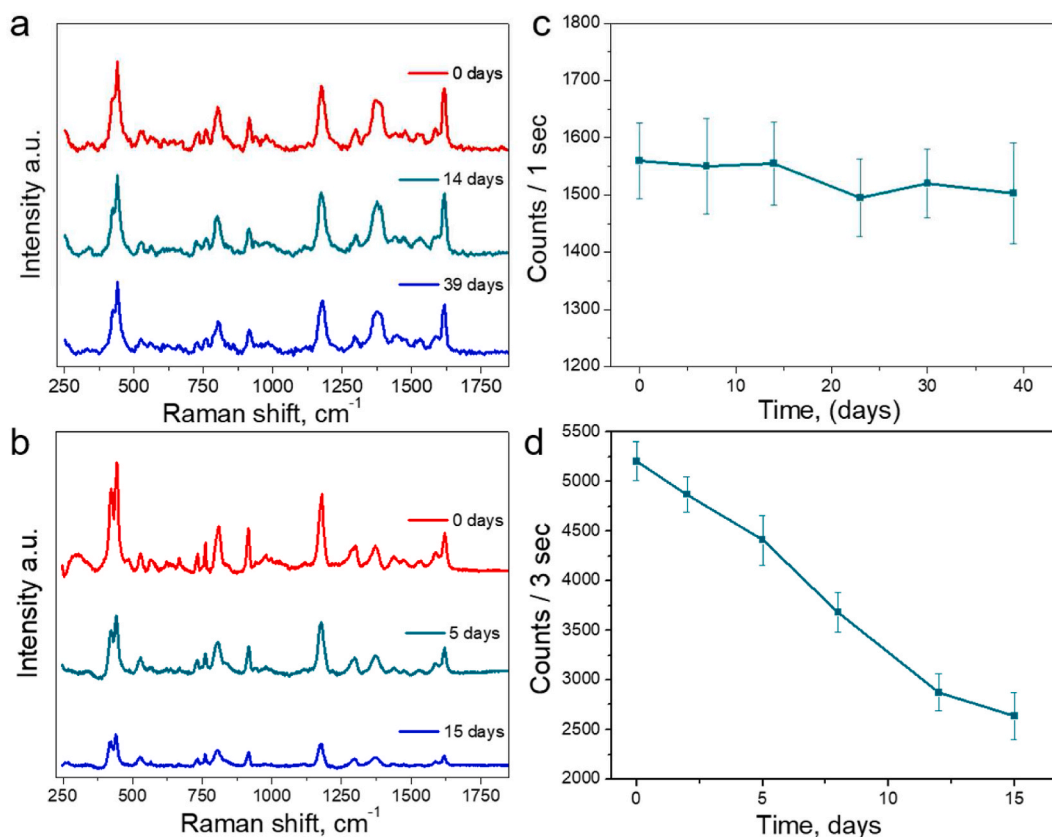 a
0 days
14 days
39 days
Intensity a.u.
250 500 750 1000 1250 1500 1750
Raman shift, cm⁻¹
c
1800
1700
1600
1500
1400
1300
1200
Counts / 1 sec
0 10 20 30 40
Time, (days)
b
0 days
5 days
15 days
Intensity a.u.
250 500 750 1000 1250 1500 1750
Raman shift, cm⁻¹
d
5500
5000
4500
4000
3500
3000
2500
2000
Counts / 3 sec
0 5 10 15
Time, days